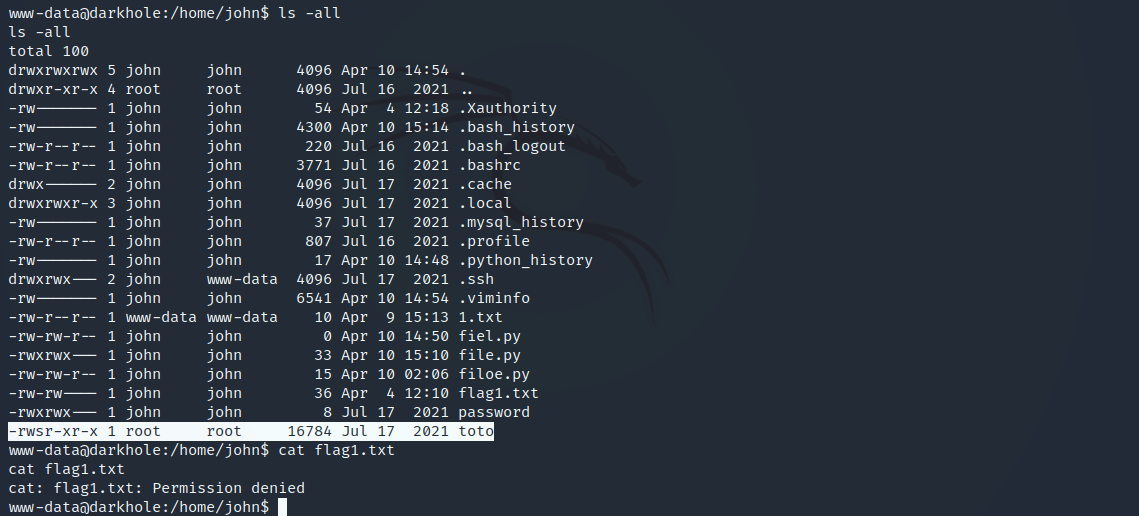 www-data@darkhole:/home/john$ ls -all
ls -all
total 100
drwxrwxrwx 5 john     john      4096 Apr 10 14:54 .
drwxr-xr-x 4 root     root      4096 Jul 16  2021 ..
-rw------- 1 john     john        54 Apr  4 12:18 .Xauthority
-rw------- 1 john     john      4300 Apr 10 15:14 .bash_history
-rw-r--r-- 1 john     john       220 Jul 16  2021 .bash_logout
-rw-r--r-- 1 john     john      3771 Jul 16  2021 .bashrc
drwx------ 2 john     john      4096 Jul 17  2021 .cache
drwxrwxr-x 3 john     john      4096 Jul 17  2021 .local
-rw------- 1 john     john        37 Jul 17  2021 .mysql_history
-rw-r--r-- 1 john     john       807 Jul 16  2021 .profile
-rw------- 1 john     john        17 Apr 10 14:48 .python_history
drwxrwx--- 2 john     www-data  4096 Jul 17  2021 .ssh
-rw------- 1 john     john      6541 Apr 10 14:54 .viminfo
-rw-r--r-- 1 www-data www-data    10 Apr  9 15:13 1.txt
-rw-rw-r-- 1 john     john         0 Apr 10 14:50 fiel.py
-rwxrwx--- 1 john     john        33 Apr 10 15:10 file.py
-rw-rw-r-- 1 john     john        15 Apr 10 02:06 filoe.py
-rw-rw---- 1 john     john        36 Apr  4 12:10 flag1.txt
-rwxrwx--- 1 john     john         8 Jul 17  2021 password
-rwsr-xr-x 1 root     root     16784 Jul 17  2021 toto
www-data@darkhole:/home/john$ cat flag1.txt
cat flag1.txt
cat: flag1.txt: Permission denied
www-data@darkhole:/home/john$